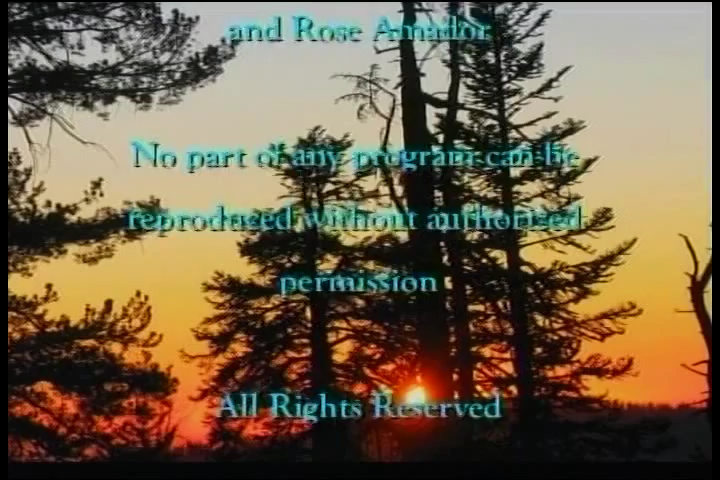 and Rose Amador
No part of any program can be
reproduced without authorized
permission
All Rights Reserved